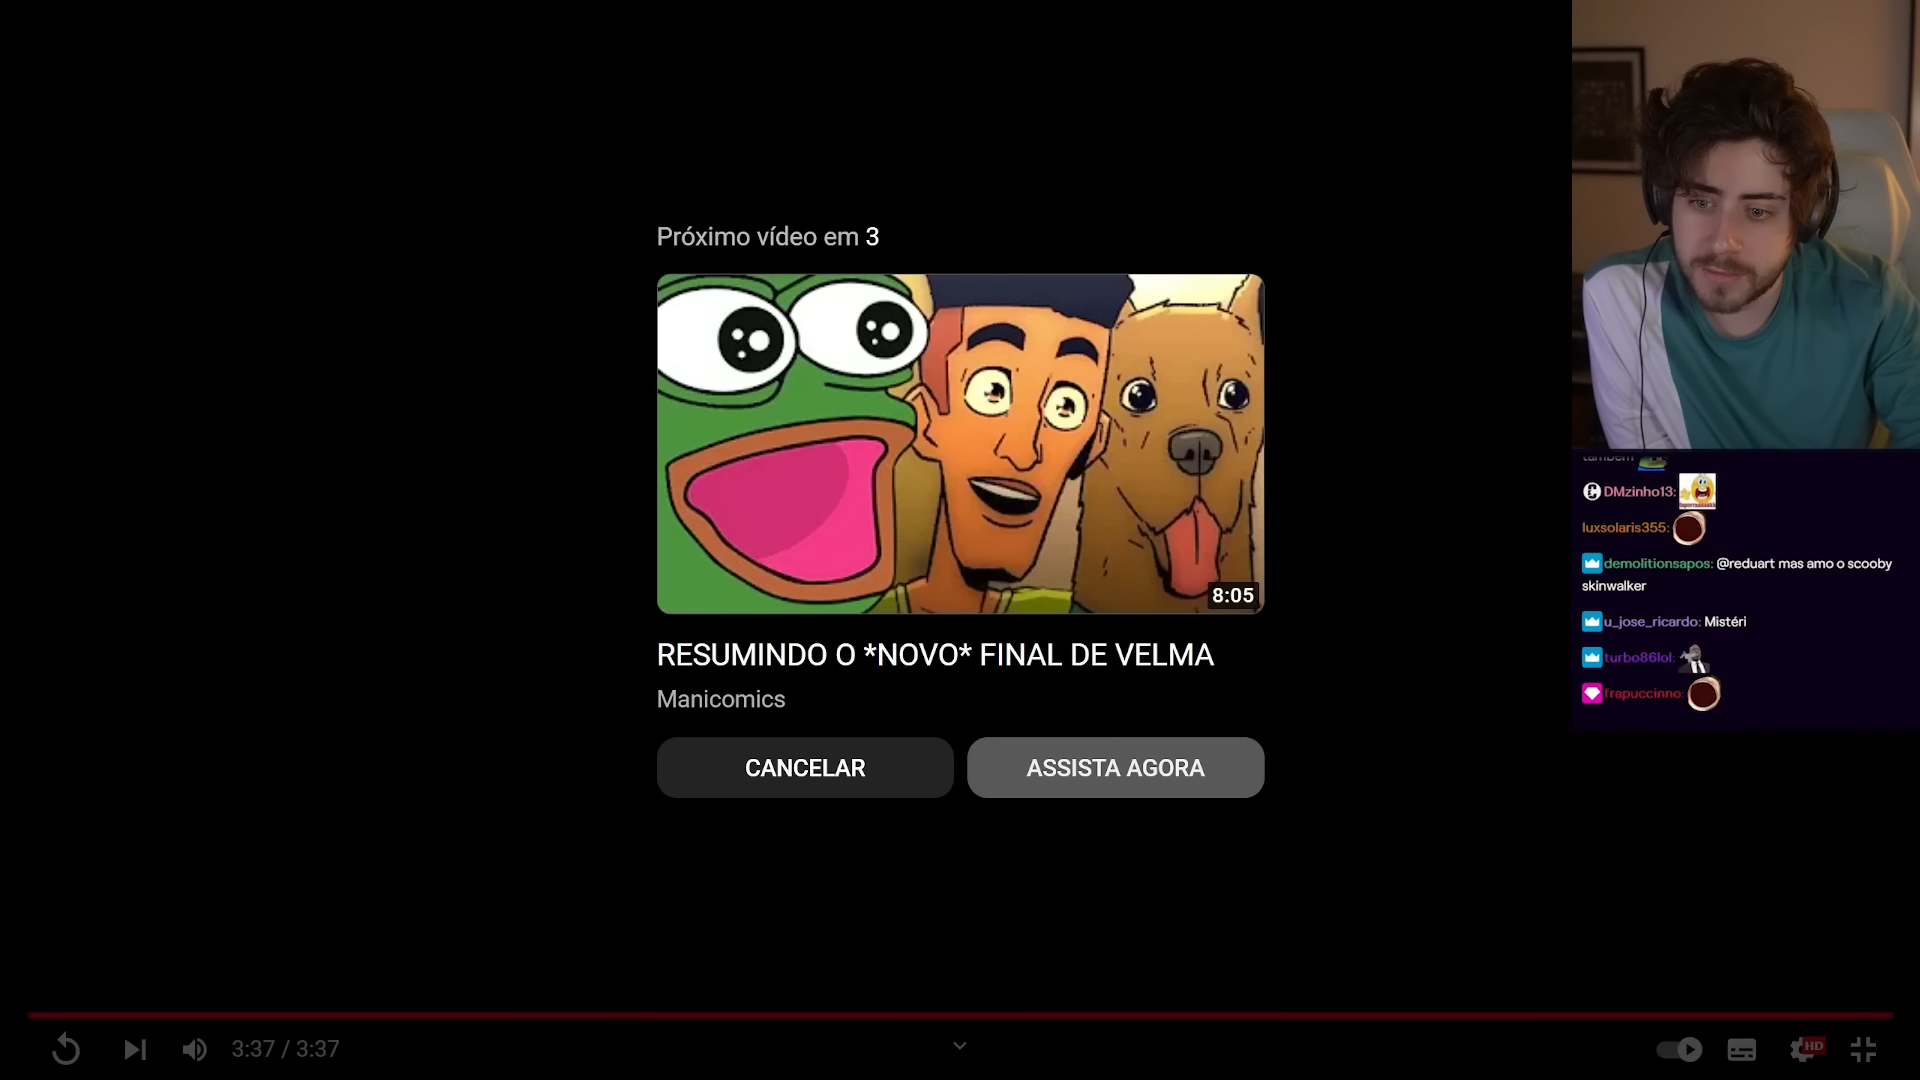 Próximo vídeo em 3
8:05
RESUMINDO O *NOVO* FINAL DE VELMA
Manicomics
CANCELAR
ASSISTA AGORA
DMzinho13:
luxsolaris355:
demolitionsapos: @reduart mas amo o scooby
skinwalker
u_jose_ricardo: Mistéri
turbo86lol:
frapuccinno:
3:37 / 3:37
HD